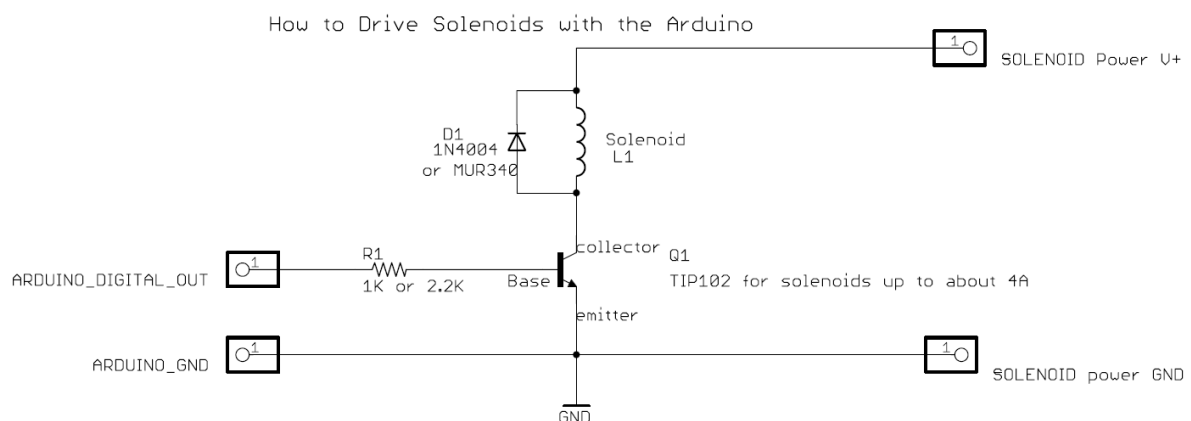 How to Drive Solenoids with the Arduino
1
SOLENOID Power V+
D1
1N4004
or MUR340
Solenoid
L1
collector
Q1
R1
1
ARDUINO_DIGITAL_OUT
1K or 2.2K
Base
TIP102 for solenoids up to about 4A
emitter
1
ARDUINO_GND
1
SOLENOID power GND
GND